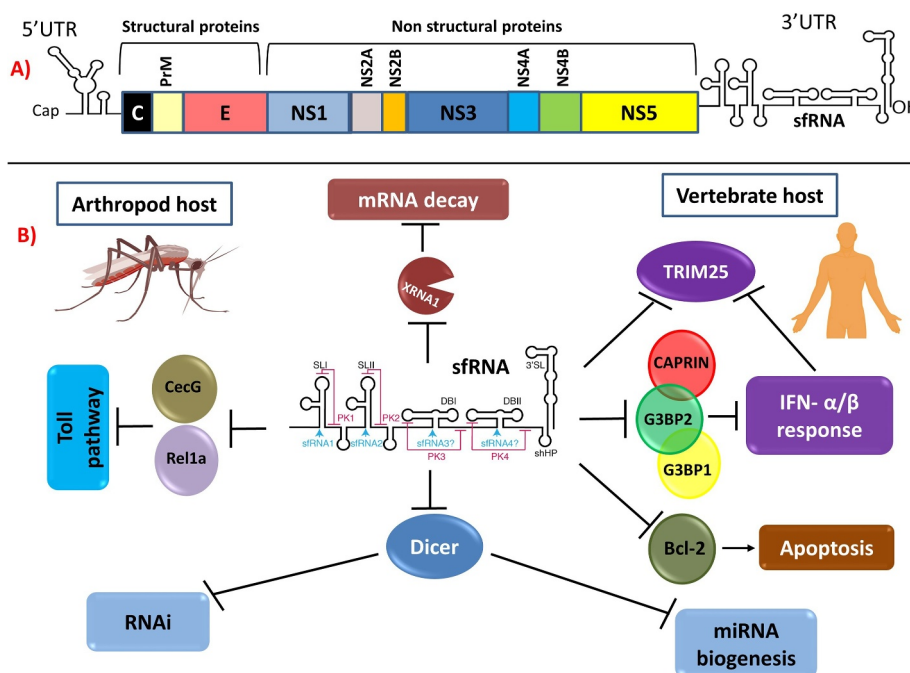 5'UTR
Structural proteins
Non structural proteins
3'UTR
A)
PrM
NS2A
NS2B
NS4A
NS4B
Cap
C
E
NS1
NS3
NS5
sfRNA
B)
Arthropod host
mRNA decay
Vertebrate host
XRNA1
TRIM25
sfRNA
SLI
SLII
3'SL
PK1
PK2
DBI
DBII
sfRNA1
sfRNA2
sfRNA3?
sfRNA4?
PK3
PK4
shHP
Toll
pathway
CecG
Rel1a
CAPRIN
G3BP2
G3BP1
IFN- α/β
response
Dicer
Bcl-2
Apoptosis
RNAi
miRNA
biogenesis